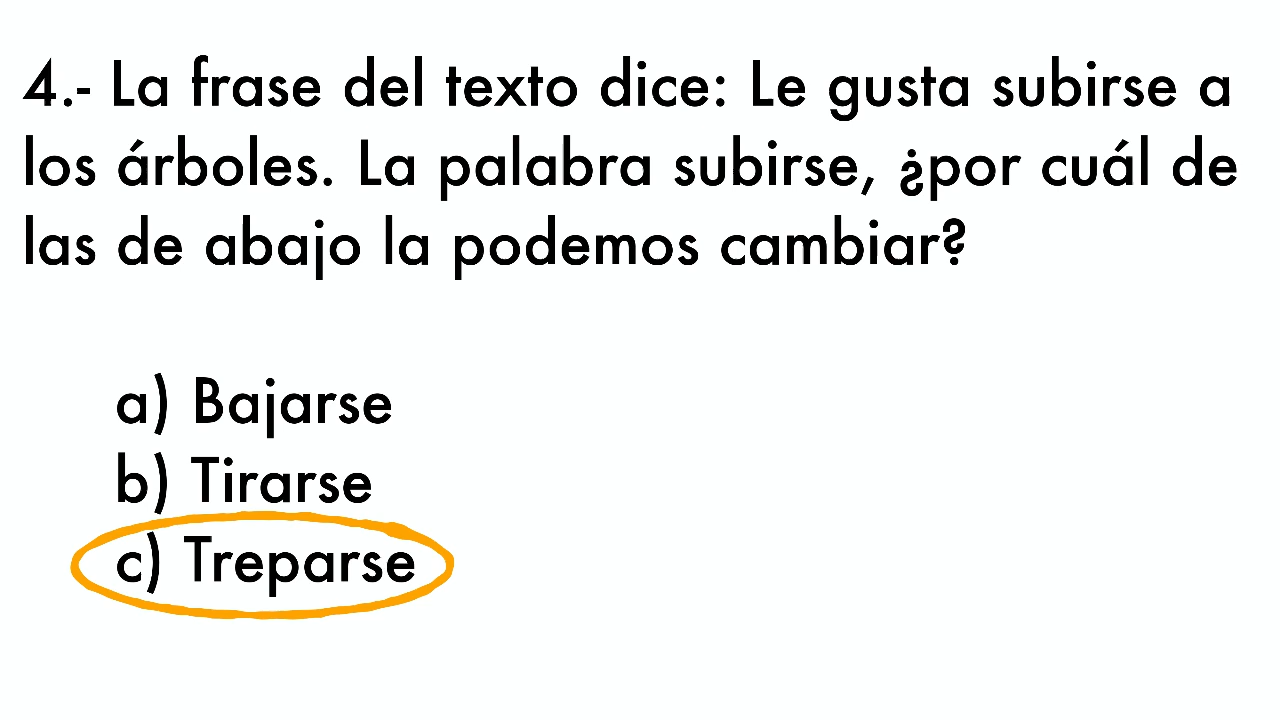 4.- La frase del texto dice: Le gusta subirse a
los árboles. La palabra subirse, ¿por cuál de
las de abajo la podemos cambiar?
a) Bajarse
b) Tirarse
c) Treparse